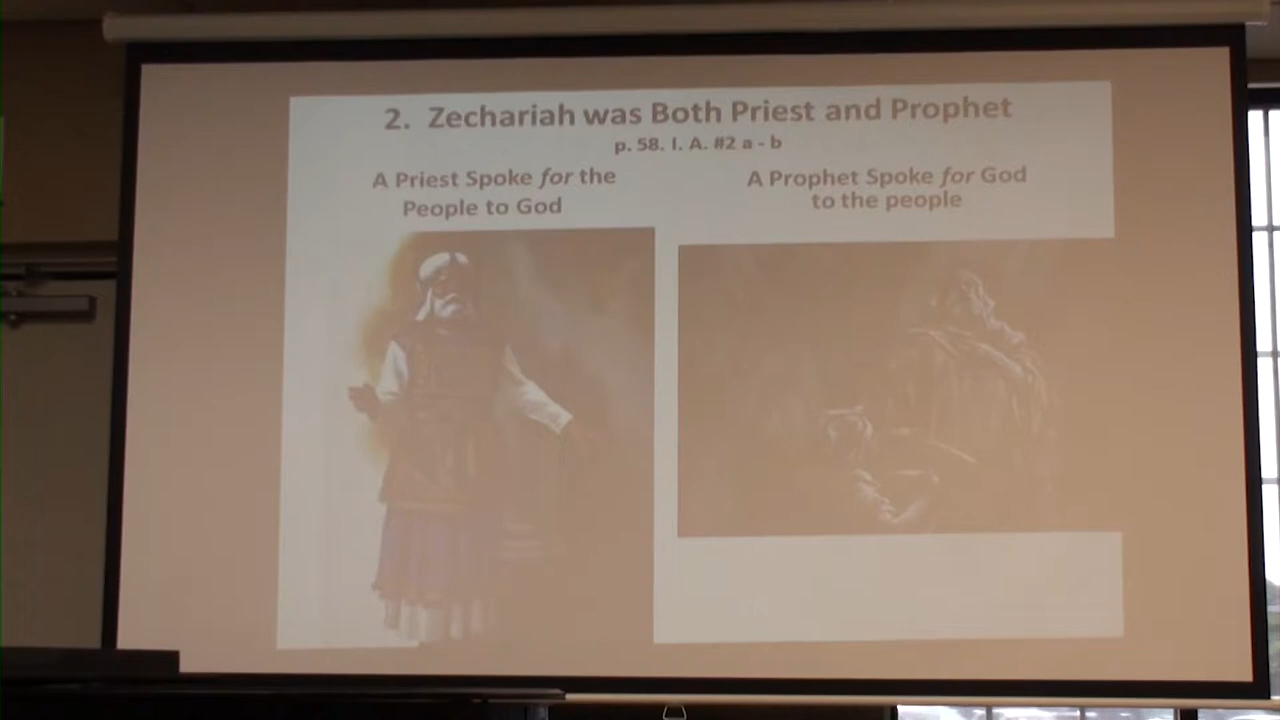 2. Zechariah was Both Priest and Prophet
p. 58. I. A. #2 a - b
A Priest Spoke for the
People to God
A Prophet Spoke for God
to the people